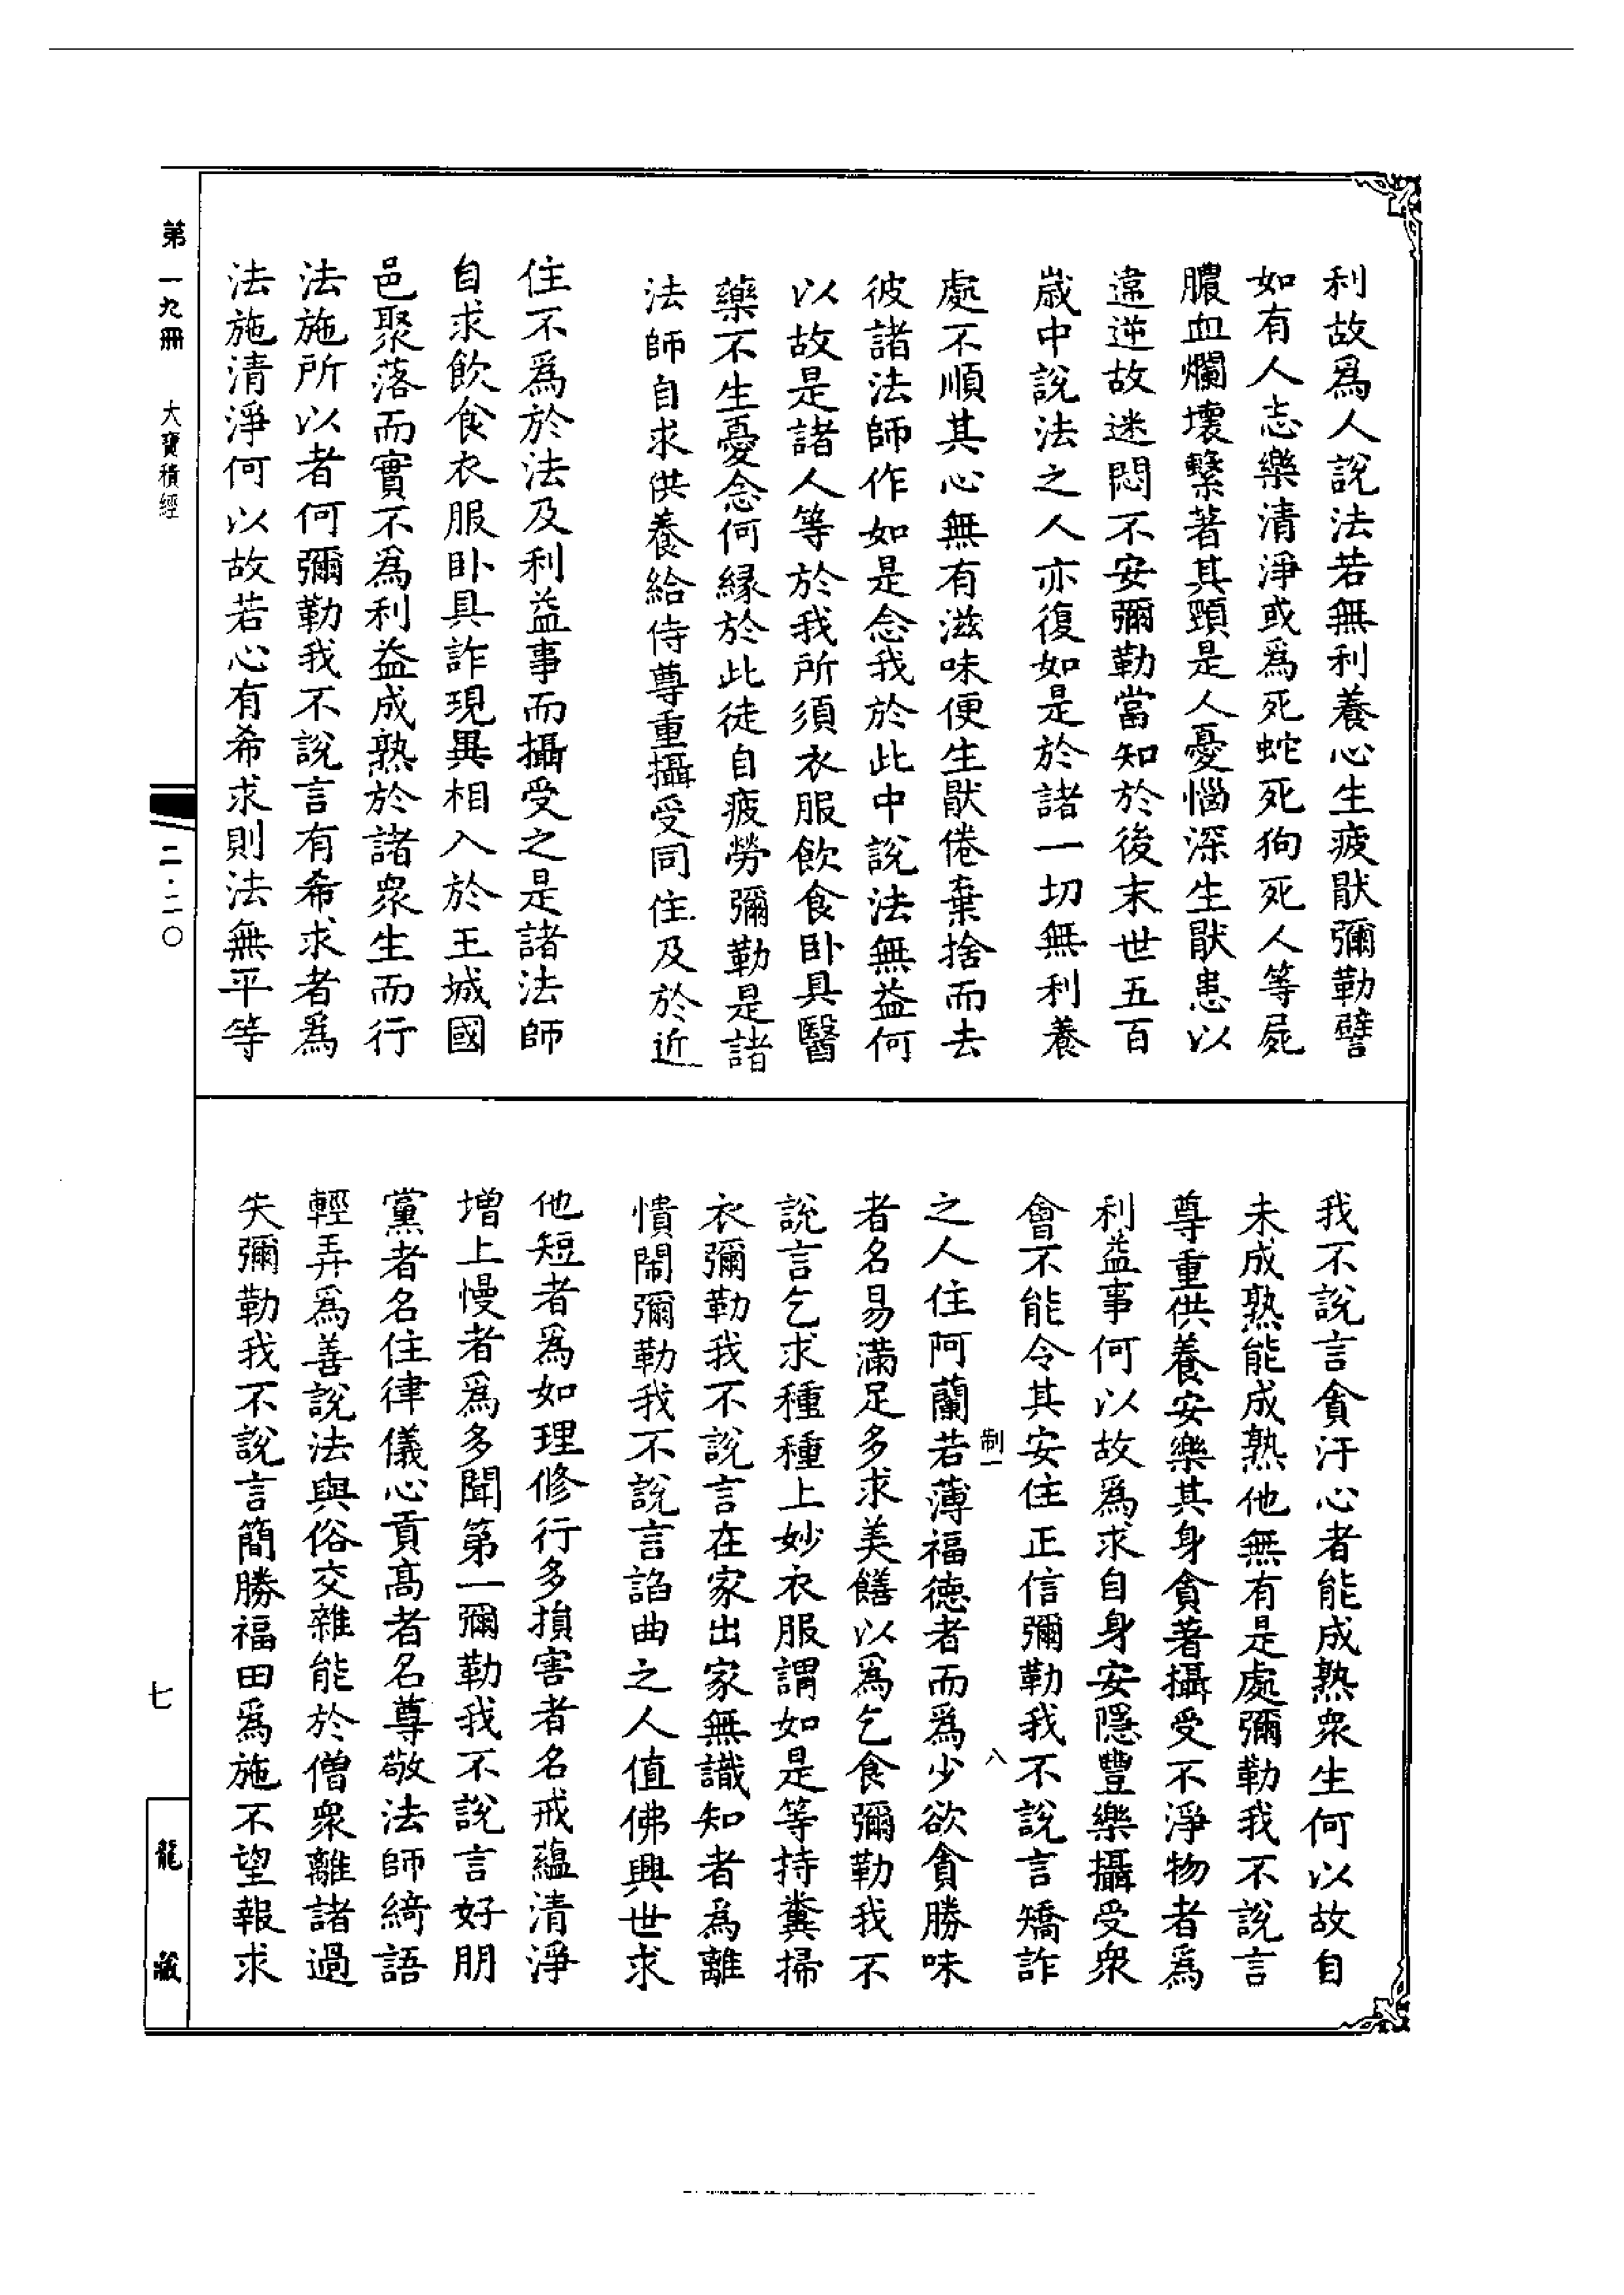 利故爲人說法若無利養心生疲猒彌勒譬
如有人志樂清淨或爲死蛇死狗死人等屍
膿血爛壞繫著其頸是人憂惱深生猒患以
違逆故迷悶不安彌勒當知於後末世五百
歲中說法之人亦復如是於諸一切無利養
處不順其心無有滋味便生猒倦棄捨而去
彼諸法師作如是念我於此中說法無益何
以故是諸人等於我所須衣服飲食卧具醫
藥不生憂念何緣於此徒自疲勞彌勒是諸
法師自求供養給侍尊重攝受同住及於近
住不爲於法及利益事而攝受之是諸法師
自求飲食衣服卧具詐現異相入於王城國
邑聚落而實不爲利益成熟於諸衆生而行
法施所以者何彌勒我不說言有希求者爲
法施清淨何以故若心有希求則法無平等
我不說言貪汙心者能成熟衆生何以故自
未成熟能成熟他無有是處彌勒我不說言
尊重供養安樂其身貪著攝受不淨物者爲
利益事何以故爲求自身安隱豐樂攝受衆
會不能令其安住正信彌勒我不說言矯詐
制一
八
之人住阿蘭若薄福德者而爲少欲貪勝味
者名易滿足多求美饍以爲乞食彌勒我不
說言乞求種種上妙衣服謂如是等持糞掃
衣彌勒我不說言在家出家無識知者爲離
憒鬧彌勒我不說言諂曲之人值佛興世求
他短者爲如理修行多損害者名戒蘊清淨
增上慢者爲多聞第一彌勒我不說言好朋
黨者名住律儀心貢高者名尊敬法師綺語
輕弄爲善說法與俗交雜能於僧衆離諸過
失彌勒我不說言簡勝福田爲施不望報求
第一九冊　大寶積經
二·二〇
七
龍藏